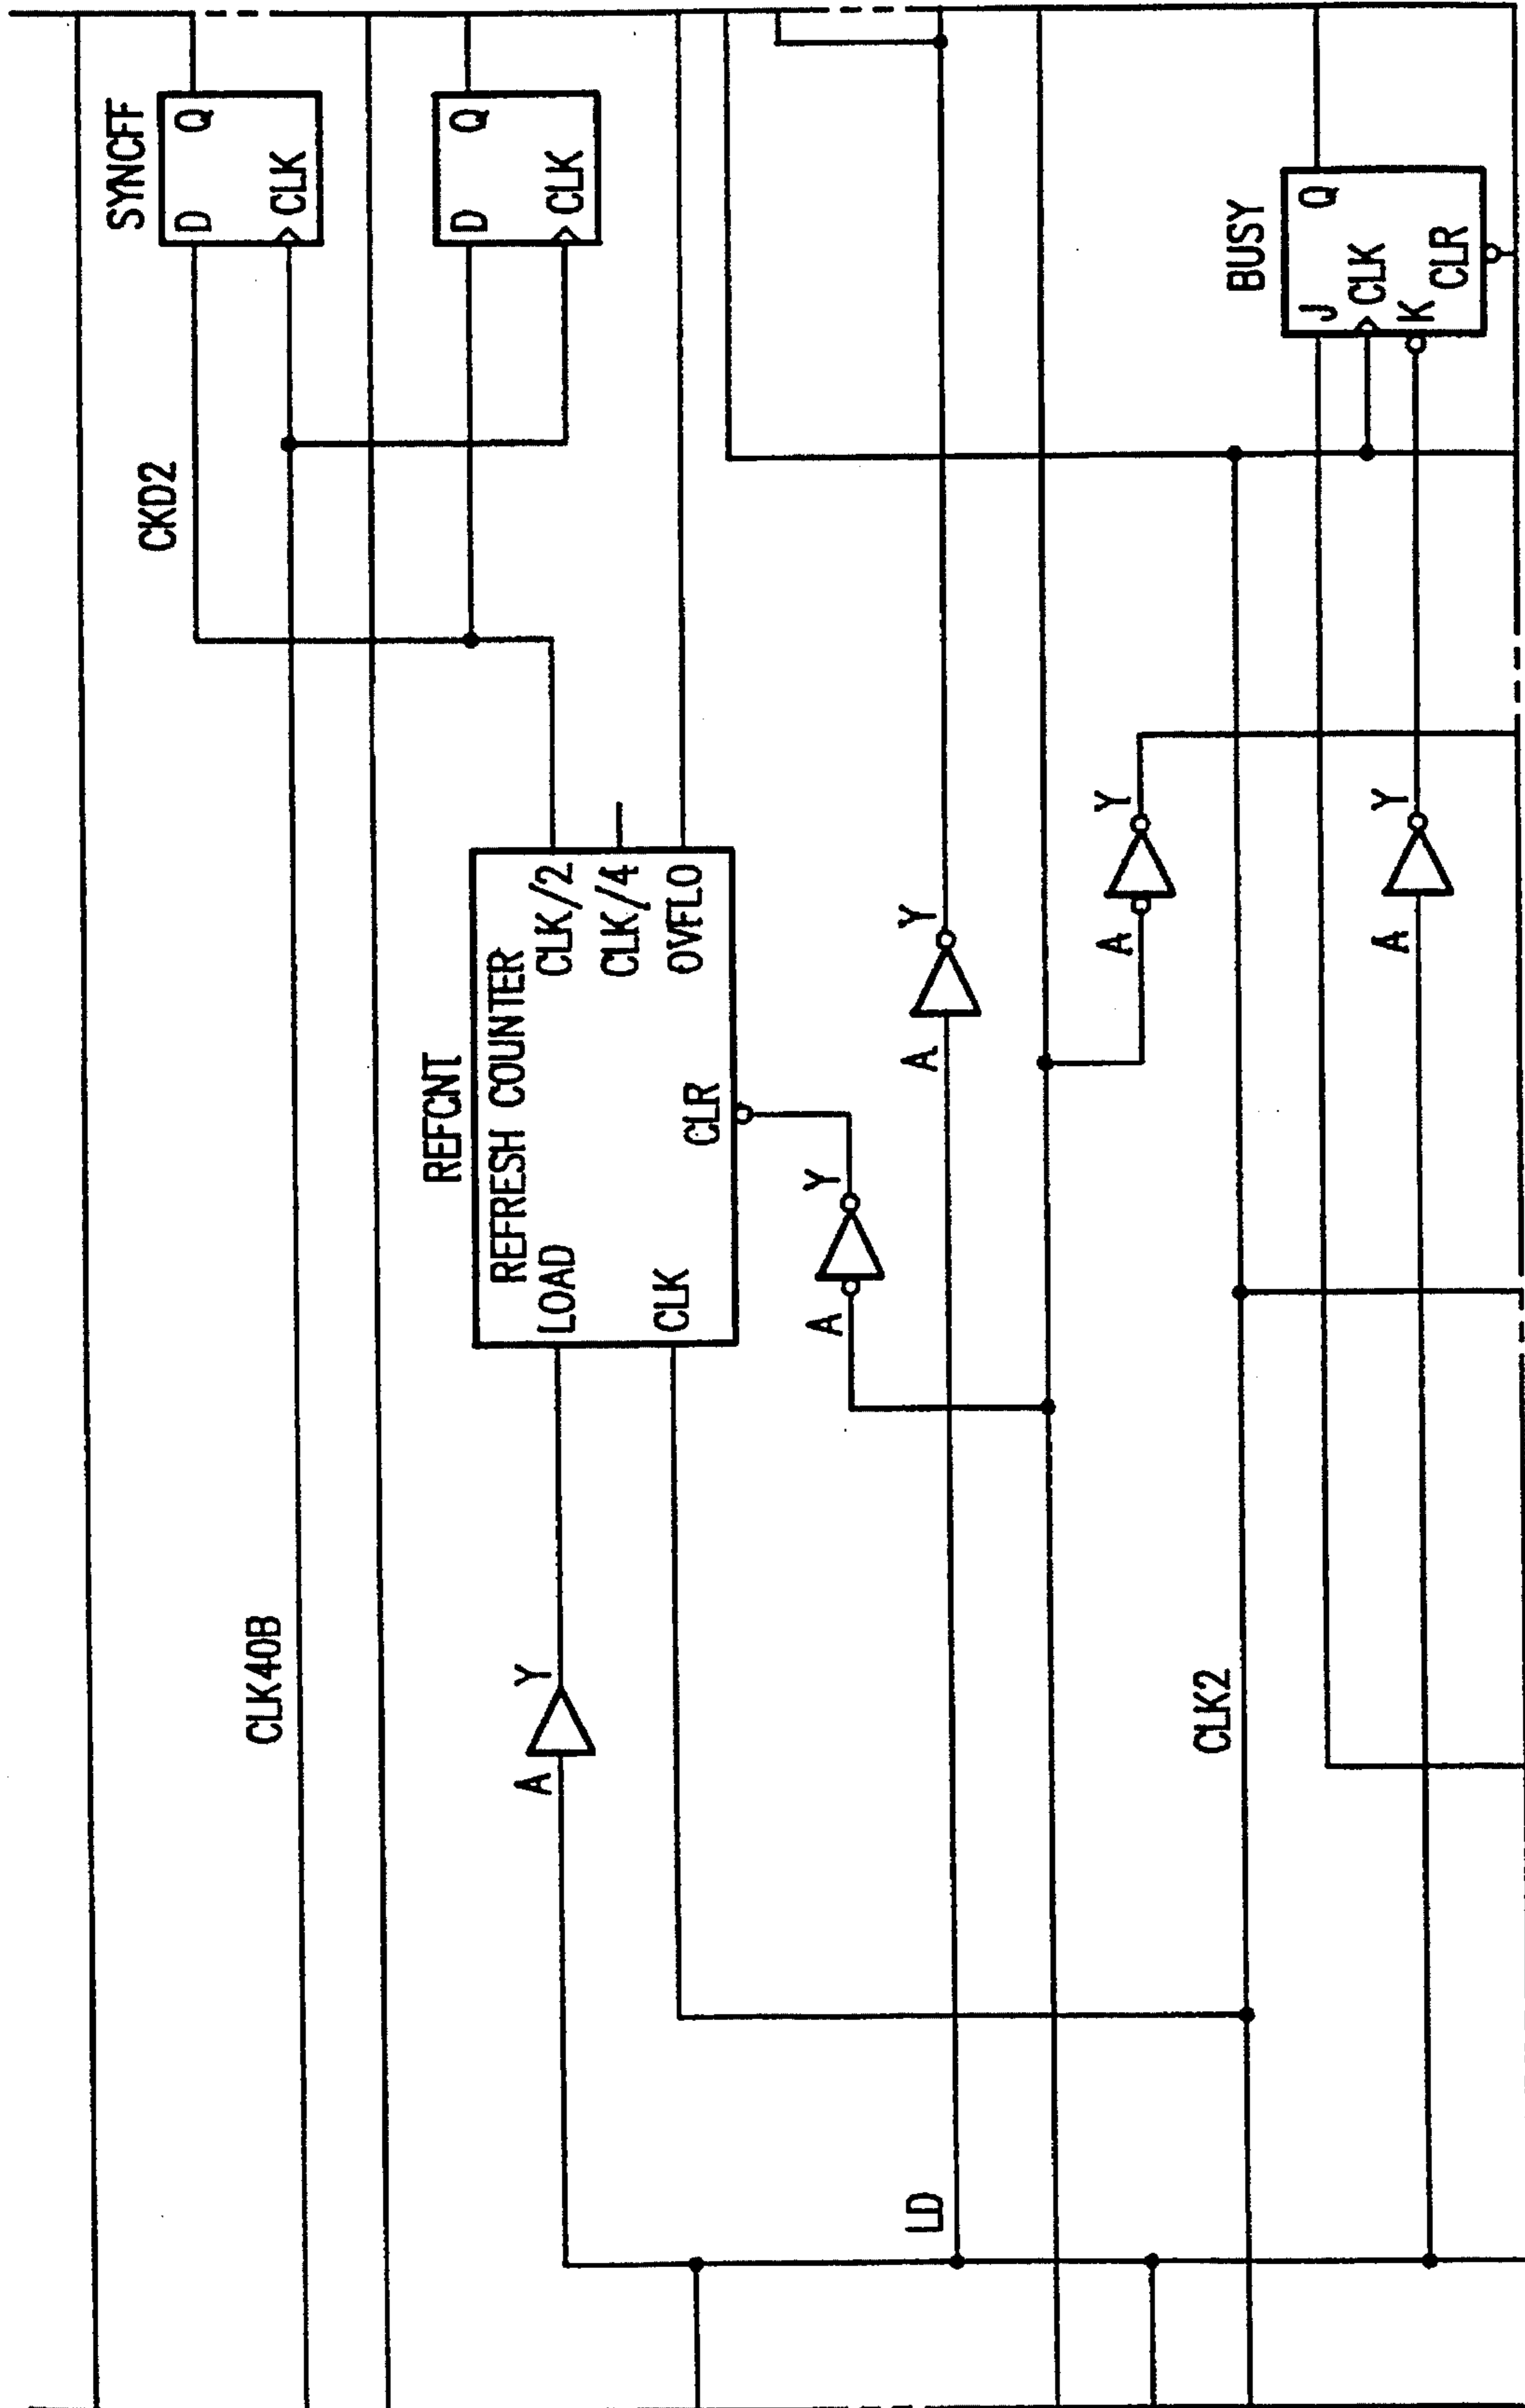 SYNCFF
D
Q
CLK
CKD2
CLK40B
D
Q
CLK
REFCNT
REFRESH COUNTER
LOAD
CLK/2
CLK/4
CLK
CLR
OVFLO
A
Y
A
Y
LD
A
Y
A
Y
CLK2
BUSY
J
Q
CLK
K
CLR
A
Y